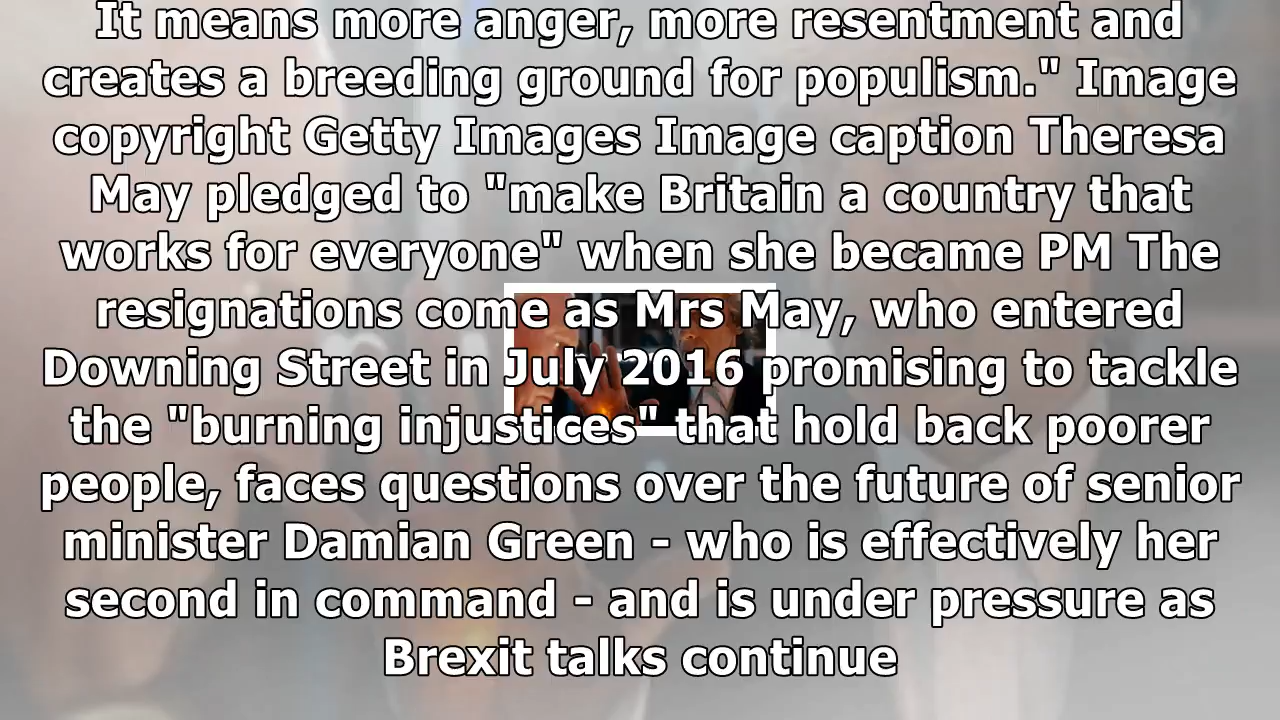 It means more anger, more resentment and
creates a breeding ground for populism." Image
copyright Getty Images Image caption Theresa
May pledged to "make Britain a country that
works for everyone" when she became PM The
resignations come as Mrs May, who entered
Downing Street in July 2016 promising to tackle
the "burning injustices" that hold back poorer
people, faces questions over the future of senior
minister Damian Green - who is effectively her
second in command - and is under pressure as
Brexit talks continue